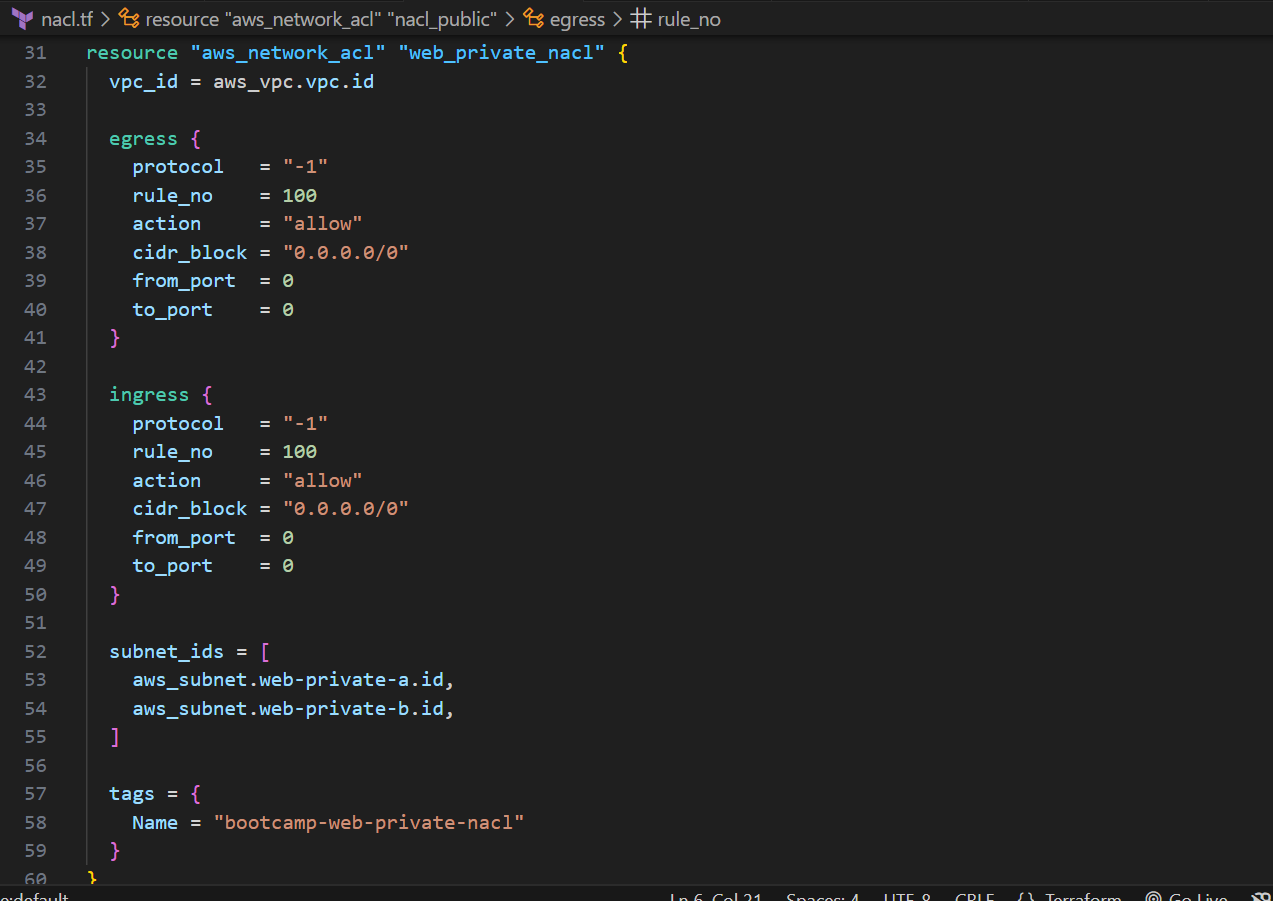 nacl.tf > resource "aws_network_acl" "nacl_public" > egress > rule_no
31 resource "aws_network_acl" "web_private_nacl" {
32 vpc_id = aws_vpc.vpc.id
33
34 egress {
35 protocol = "-1"
36 rule_no = 100
37 action = "allow"
38 cidr_block = "0.0.0.0/0"
39 from_port = 0
40 to_port = 0
41 }
42
43 ingress {
44 protocol = "-1"
45 rule_no = 100
46 action = "allow"
47 cidr_block = "0.0.0.0/0"
48 from_port = 0
49 to_port = 0
50 }
51
52 subnet_ids = [
53 aws_subnet.web-private-a.id,
54 aws_subnet.web-private-b.id,
55 ]
56
57 tags = {
58 Name = "bootcamp-web-private-nacl"
59 }
60 }
e:default Ln 6, Col 21 Spaces: 4 UTF-8 CRLF {} Terraform Go Live